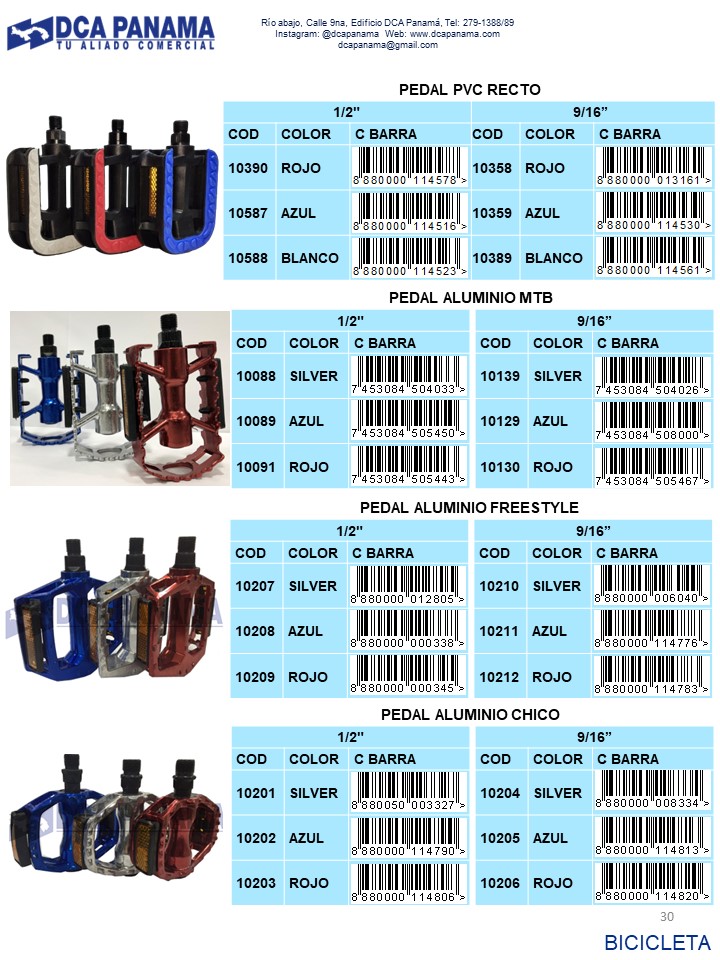 DCA PANAMA
TU ALIADO COMERCIAL
Río abajo, Calle 9na, Edificio DCA Panamá, Tel: 279-1388/89
Instagram: @dcapanama Web: www.dcapanama.com
dcapanama@gmail.com
PEDAL PVC RECTO
1/2" 9/16”
COD COLOR C BARRA COD COLOR C BARRA
10390 ROJO 8 880000 114578 > 10358 ROJO 8 880000 013161 >
10587 AZUL 8 880000 114516 > 10359 AZUL 8 880000 114530 >
10588 BLANCO 8 880000 114523 > 10389 BLANCO 8 880000 114561 >
PEDAL ALUMINIO MTB
1/2" 9/16”
COD COLOR C BARRA COD COLOR C BARRA
10088 SILVER 7 453084 504033 > 10139 SILVER 7 453084 504026 >
10089 AZUL 7 453084 505450 > 10129 AZUL 7 453084 508000 >
10091 ROJO 7 453084 505443 > 10130 ROJO 7 453084 505467 >
PEDAL ALUMINIO FREESTYLE
1/2" 9/16”
COD COLOR C BARRA COD COLOR C BARRA
10207 SILVER 8 880000 012805 > 10210 SILVER 8 880000 006040 >
10208 AZUL 8 880000 000338 > 10211 AZUL 8 880000 114776 >
10209 ROJO 8 880000 000345 > 10212 ROJO 8 880000 114783 >
DCA PANAMA
TU ALIADO COMERCIAL
PEDAL ALUMINIO CHICO
1/2" 9/16”
COD COLOR C BARRA COD COLOR C BARRA
10201 SILVER 8 880050 003327 > 10204 SILVER 8 880000 008334 >
10202 AZUL 8 880000 114790 > 10205 AZUL 8 880000 114813 >
10203 ROJO 8 880000 114806 > 10206 ROJO 8 880000 114820 >
30
BICICLETA